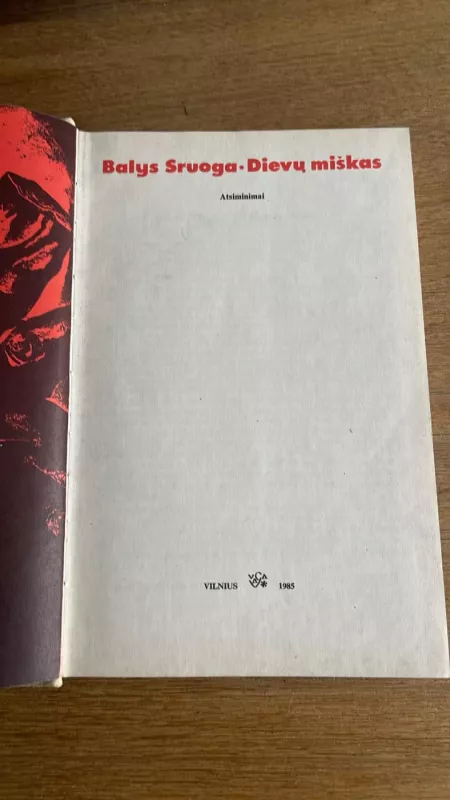 Balys Sruoga · Dievų miškas
Atsiminimai
VILNIUS 1985